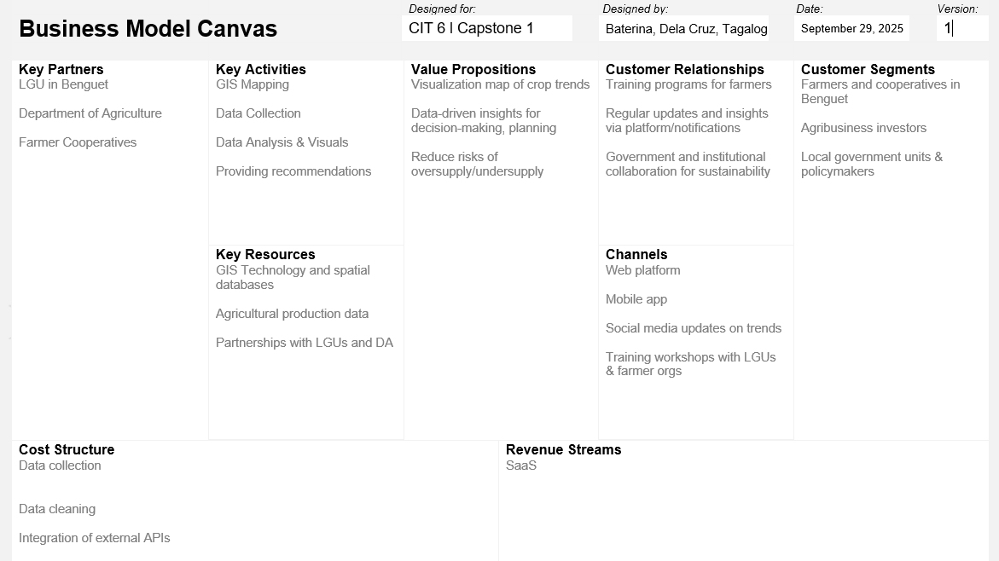 Business Model Canvas
Designed for:
CIT 6 | Capstone 1
Designed by:
Baterina, Dela Cruz, Tagalog
Date:
September 29, 2025
Version:
1
Key Partners
LGU in Benguet
Department of Agriculture
Farmer Cooperatives
Key Activities
GIS Mapping
Data Collection
Data Analysis & Visuals
Providing recommendations
Key Resources
GIS Technology and spatial
databases
Agricultural production data
Partnerships with LGUs and DA
Value Propositions
Visualization map of crop trends
Data-driven insights for
decision-making, planning
Reduce risks of
oversupply/undersupply
Customer Relationships
Training programs for farmers
Regular updates and insights
via platform/notifications
Government and institutional
collaboration for sustainability
Channels
Web platform
Mobile app
Social media updates on trends
Training workshops with LGUs
& farmer orgs
Customer Segments
Farmers and cooperatives in
Benguet
Agribusiness investors
Local government units &
policymakers
Cost Structure
Data collection
Data cleaning
Integration of external APIs
Revenue Streams
SaaS